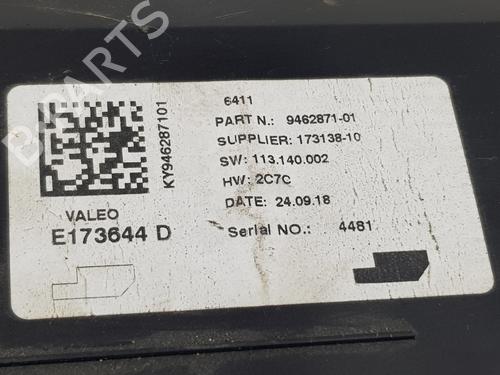 B-PARTS
KY946287101
VALEO
E173644 D
6411
PART N.: 9462871-01
SUPPLIER: 173138-10
SW: 113.140.002
HW: 2C7C
DATE: 24.09.18
Serial NO.: 4481